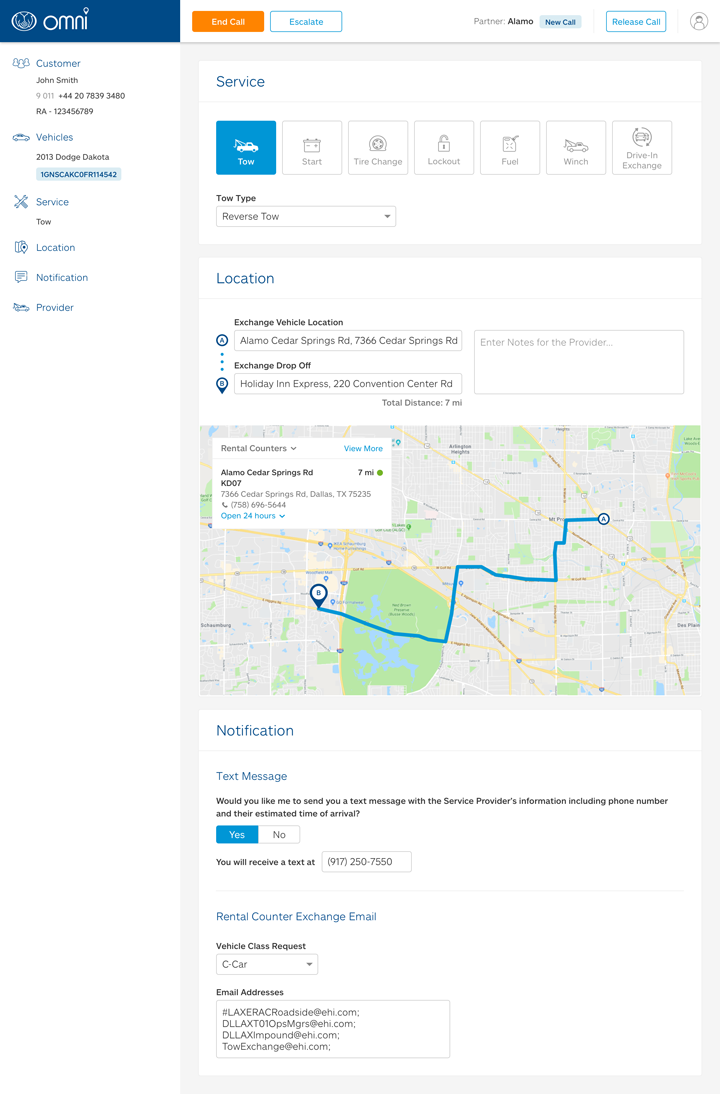 omni
End Call
Escalate
Partner: Alamo
New Call
Release Call
Customer
John Smith
9 011 +44 20 7839 3480
RA - 123456789
Vehicles
2013 Dodge Dakota
1GNSCAKC0FR114542
Service
Tow
Location
Notification
Provider
Service
Tow
Start
Tire Change
Lockout
Fuel
Winch
Drive-In
Exchange
Tow Type
Reverse Tow
Location
Exchange Vehicle Location
A
Alamo Cedar Springs Rd, 7366 Cedar Springs Rd
Enter Notes for the Provider...
Exchange Drop Off
B
Holiday Inn Express, 220 Convention Center Rd
Total Distance: 7 mi
Rental Counters
View More
Alamo Cedar Springs Rd
7 mi
KD07
7366 Cedar Springs Rd, Dallas, TX 75235
(758) 696-5644
Open 24 hours
Arlington
Heights
Mt Pr
A
B
Schaumburg
Des Plain
Notification
Text Message
Would you like me to send you a text message with the Service Provider's information including phone number
and their estimated time of arrival?
Yes
No
You will receive a text at
(917) 250-7550
Rental Counter Exchange Email
Vehicle Class Request
C-Car
Email Addresses
#LAXERACRoadside@ehi.com;
DLLAXT01OpsMgrs@ehi.com;
DLLAXImpound@ehi.com;
TowExchange@ehi.com;